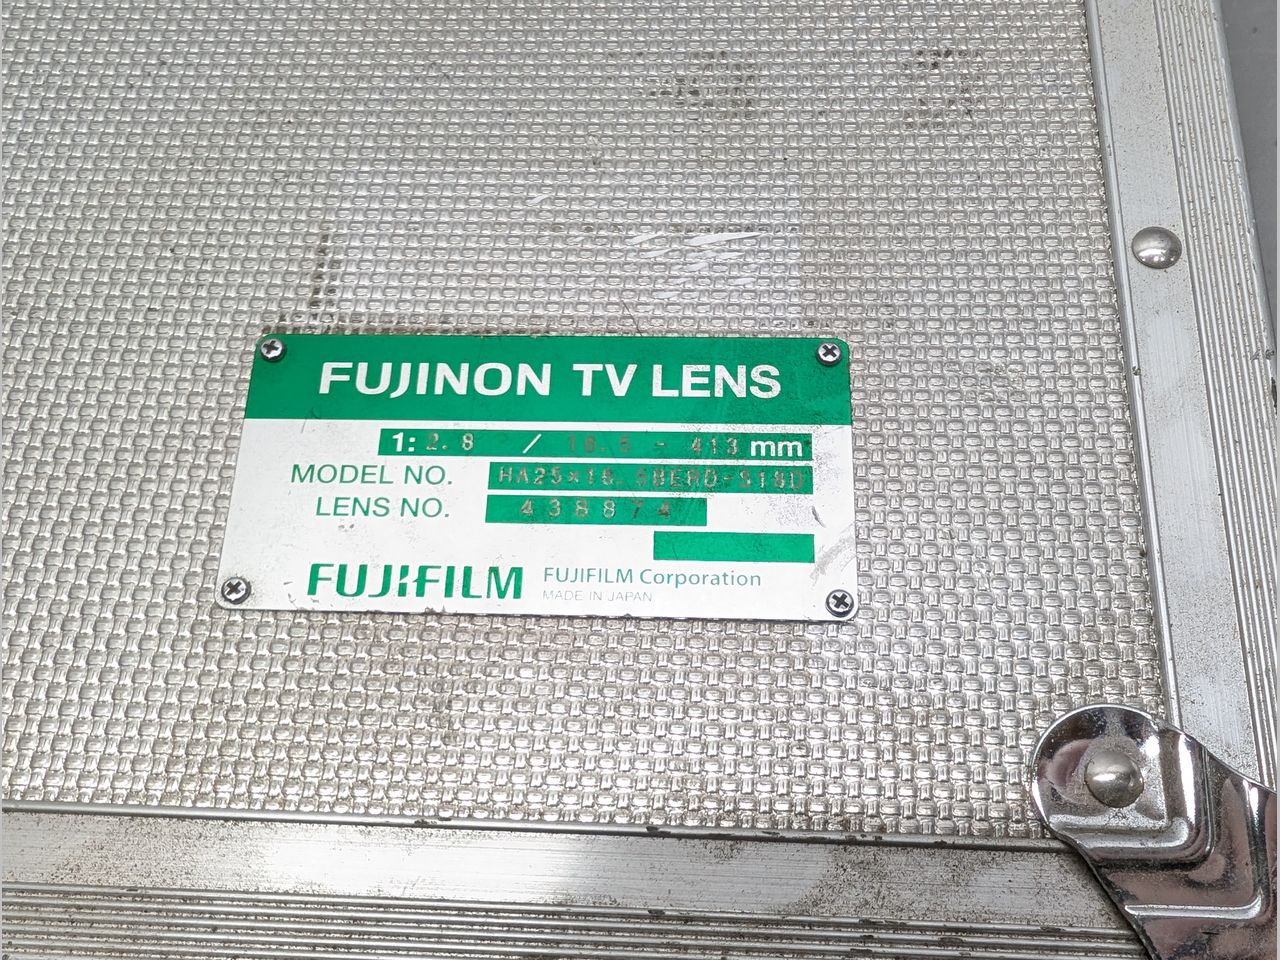 FUJINON TV LENS
1: 2.8 / 16.5 - 413 mm
MODEL NO. HA25×16.5BERD-S18D
LENS NO. 438874
FUJIFILM FUJIFILM Corporation
MADE IN JAPAN